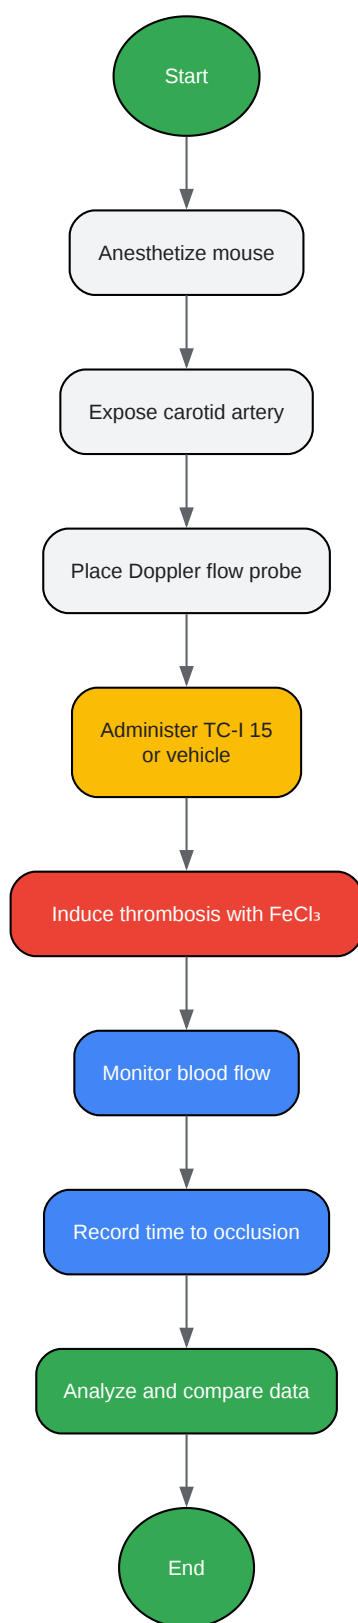 Start
Anesthetize mouse
Expose carotid artery
Place Doppler flow probe
Administer TC-I 15
or vehicle
Induce thrombosis with FeCl₃
Monitor blood flow
Record time to occlusion
Analyze and compare data
End